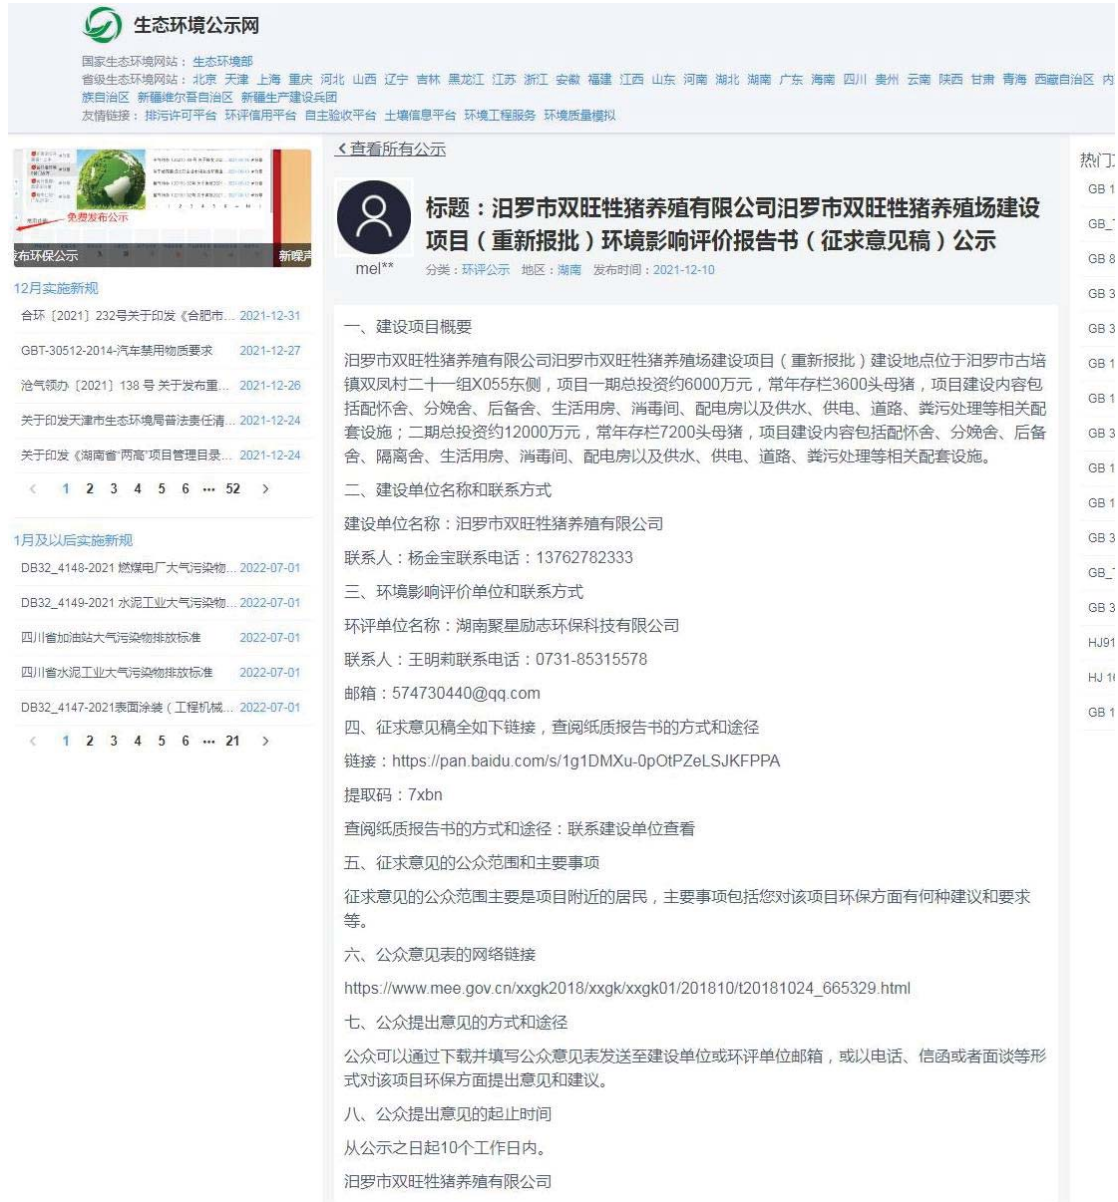 生态环境公示网
国家生态环境网站：生态环境部
省级生态环境网站：北京 天津 上海 重庆 河北 山西 辽宁 吉林 黑龙江 江苏 浙江 安徽 福建 江西 山东 河南 湖北 湖南 广东 海南 四川 贵州 云南 陕西 甘肃 青海 西藏自治区 内
族自治区 新疆维尔吾自治区 新疆生产建设兵团
友情链接：排污许可平台 环评信用平台 自主验收平台 土壤信息平台 环境工程服务 环境质量模拟
免费发布公示
布环保公示
新噪声
12月实施新规
合环〔2021〕232号关于印发《合肥市... 2021-12-31
GBT-30512-2014-汽车禁用物质要求 2021-12-27
沧气领办〔2021〕138 号 关于发布重... 2021-12-26
关于印发天津市生态环境局普法责任清... 2021-12-24
关于印发《湖南省“两高”项目管理目录... 2021-12-24
< 1 2 3 4 5 6 ··· 52 >
1月及以后实施新规
DB32_4148-2021 燃煤电厂大气污染物... 2022-07-01
DB32_4149-2021 水泥工业大气污染物... 2022-07-01
四川省加油站大气污染物排放标准 2022-07-01
四川省水泥工业大气污染物排放标准 2022-07-01
DB32_4147-2021表面涂装（工程机械... 2022-07-01
< 1 2 3 4 5 6 ··· 21 >
<查看所有公示
mel**
标题：汨罗市双旺牲猪养殖有限公司汨罗市双旺牲猪养殖场建设
项目（重新报批）环境影响评价报告书（征求意见稿）公示
分类：环评公示 地区：湖南 发布时间：2021-12-10
一、建设项目概要
汨罗市双旺牲猪养殖有限公司汨罗市双旺牲猪养殖场建设项目（重新报批）建设地点位于汨罗市古培
镇双凤村二十一组X055东侧，项目一期总投资约6000万元，常年存栏3600头母猪，项目建设内容包
括配怀舍、分娩舍、后备舍、生活用房、消毒间、配电房以及供水、供电、道路、粪污处理等相关配
套设施；二期总投资约12000万元，常年存栏7200头母猪，项目建设内容包括配怀舍、分娩舍、后备
舍、隔离舍、生活用房、消毒间、配电房以及供水、供电、道路、粪污处理等相关配套设施。
二、建设单位名称和联系方式
建设单位名称：汨罗市双旺牲猪养殖有限公司
联系人：杨金宝联系电话：13762782333
三、环境影响评价单位和联系方式
环评单位名称：湖南聚星励志环保科技有限公司
联系人：王明莉联系电话：0731-85315578
邮箱：574730440@qq.com
四、征求意见稿全如下链接，查阅纸质报告书的方式和途径
链接：https://pan.baidu.com/s/1g1DMXu-0pOtPZeLSJKFPPA
提取码：7xbn
查阅纸质报告书的方式和途径：联系建设单位查看
五、征求意见的公众范围和主要事项
征求意见的公众范围主要是项目附近的居民，主要事项包括您对该项目环保方面有何种建议和要求
等。
六、公众意见表的网络链接
https://www.mee.gov.cn/xxgk2018/xxgk/xxgk01/201810/t20181024_665329.html
七、公众提出意见的方式和途径
公众可以通过下载并填写公众意见表发送至建设单位或环评单位邮箱，或以电话、信函或者面谈等形
式对该项目环保方面提出意见和建议。
八、公众提出意见的起止时间
从公示之日起10个工作日内。
汨罗市双旺牲猪养殖有限公司
热门
GB 1
GB_
GB 8
GB 3
GB 3
GB 1
GB 1
GB 3
GB 1
GB 1
GB 3
GB_
GB 3
HJ91
HJ 16
GB 1